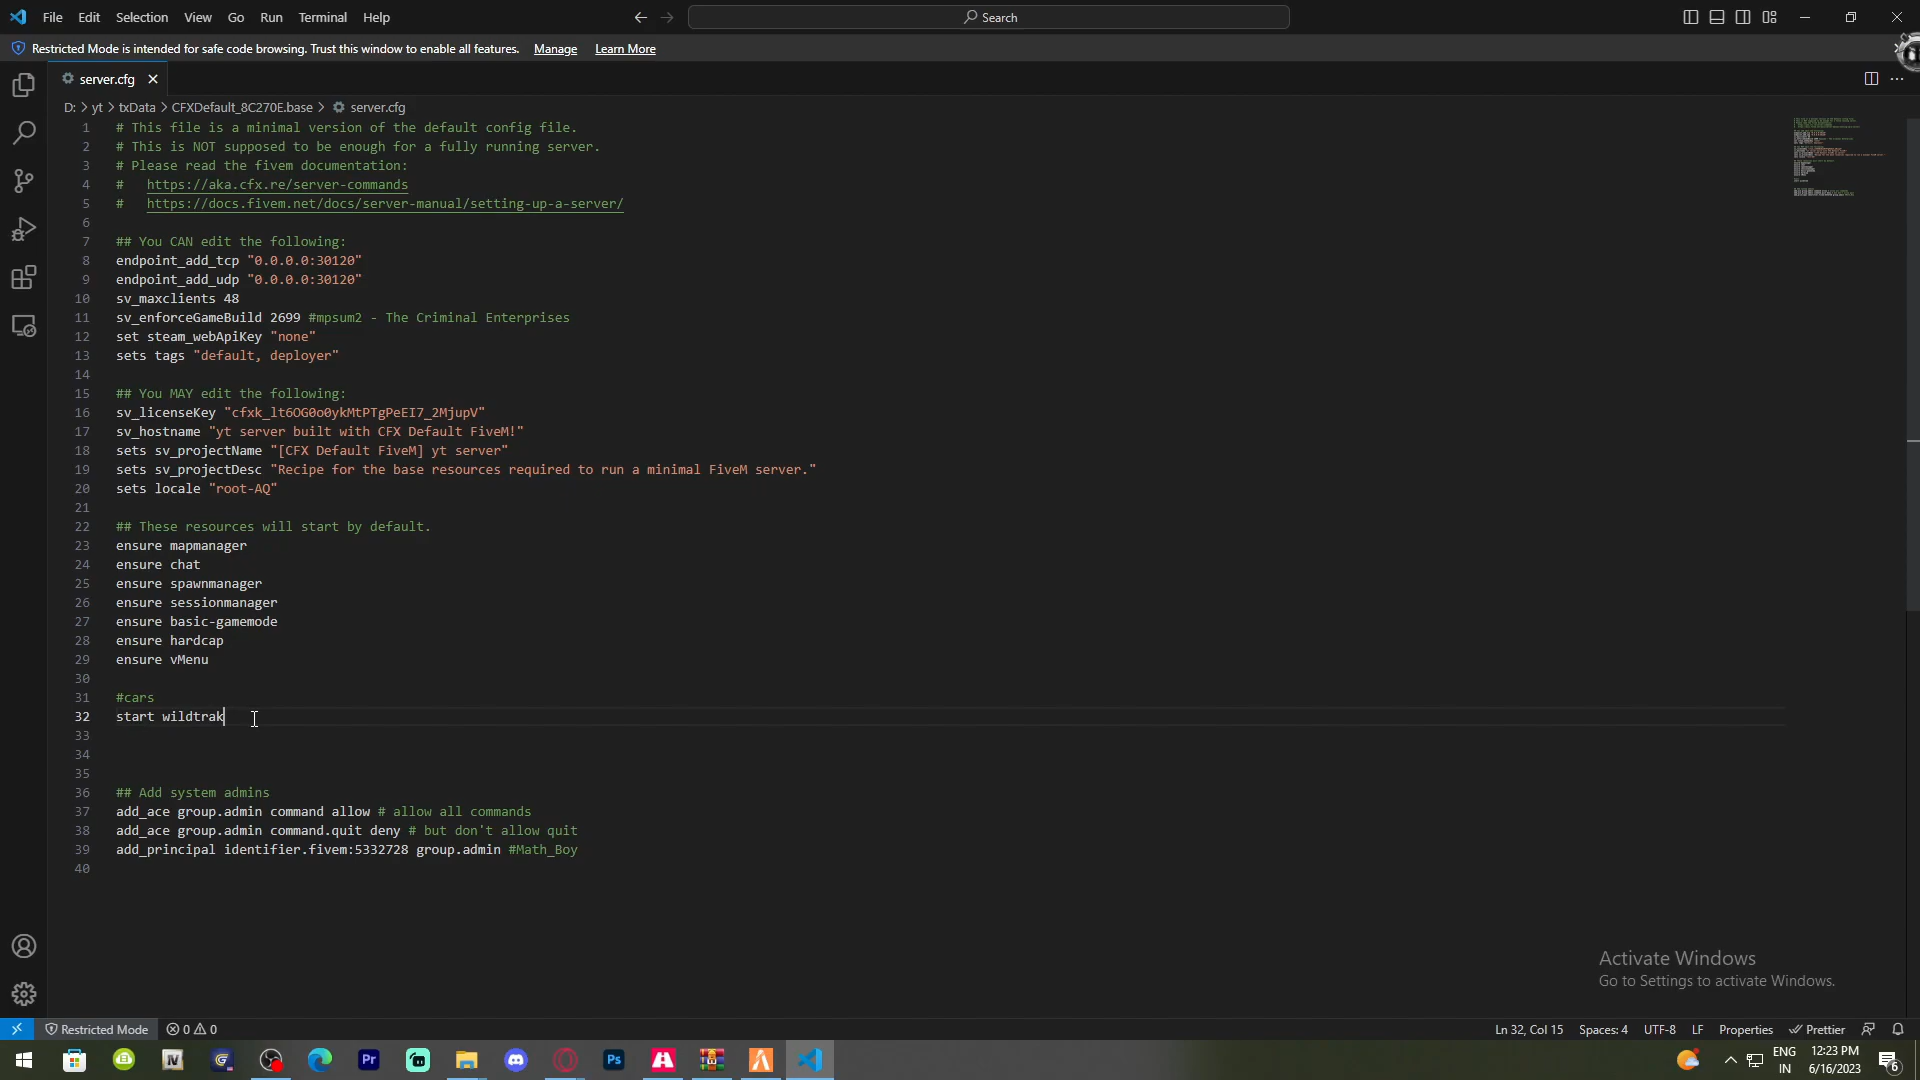 File Edit Selection View Go Run Terminal Help
Search
Restricted Mode is intended for safe code browsing. Trust this window to enable all features. Manage Learn More
server.cfg
D: > yt > txData > CFXDefault_8C270E.base > server.cfg
1 # This file is a minimal version of the default config file.
2 # This is NOT supposed to be enough for a fully running server.
3 # Please read the fivem documentation:
4 # https://aka.cfx.re/server-commands
5 # https://docs.fivem.net/docs/server-manual/setting-up-a-server/
6
7 ## You CAN edit the following:
8 endpoint_add_tcp "0.0.0.0:30120"
9 endpoint_add_udp "0.0.0.0:30120"
10 sv_maxclients 48
11 sv_enforceGameBuild 2699 #mpsum2 - The Criminal Enterprises
12 set steam_webApiKey "none"
13 sets tags "default, deployer"
14
15 ## You MAY edit the following:
16 sv_licenseKey "cfxk_lt6OG0o0ykMtPTgPeEI7_2MjupV"
17 sv_hostname "yt server built with CFX Default FiveM!"
18 sets sv_projectName "[CFX Default FiveM] yt server"
19 sets sv_projectDesc "Recipe for the base resources required to run a minimal FiveM server."
20 sets locale "root-AQ"
21
22 ## These resources will start by default.
23 ensure mapmanager
24 ensure chat
25 ensure spawnmanager
26 ensure sessionmanager
27 ensure basic-gamemode
28 ensure hardcap
29 ensure vMenu
30
31 #cars
32 start wildtrak
33
34
35
36 ## Add system admins
37 add_ace group.admin command allow # allow all commands
38 add_ace group.admin command.quit deny # but don't allow quit
39 add_principal identifier.fivem:5332728 group.admin #Math_Boy
40
Activate Windows
Go to Settings to activate Windows.
Restricted Mode 0 0 Ln 32, Col 15 Spaces: 4 UTF-8 LF Properties Prettier
Pr Ps ENG 12:23 PM
IN 6/16/2023 6